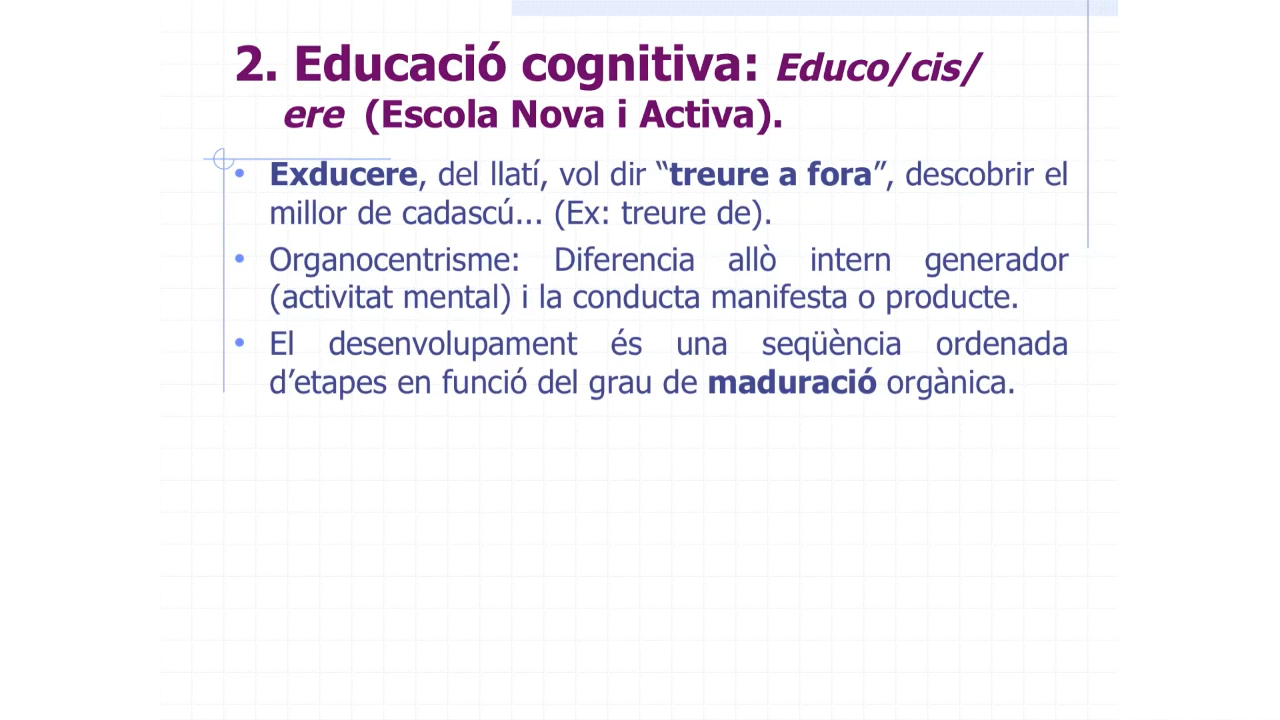 2. Educació cognitiva: Educo/cis/
ere (Escola Nova i Activa).
• Exducere, del llatí, vol dir “treure a fora”, descobrir el
millor de cadascú... (Ex: treure de).
• Organocentrisme: Diferencia allò intern generador
(activitat mental) i la conducta manifesta o producte.
• El desenvolupament és una seqüència ordenada
d’etapes en funció del grau de maduració orgànica.